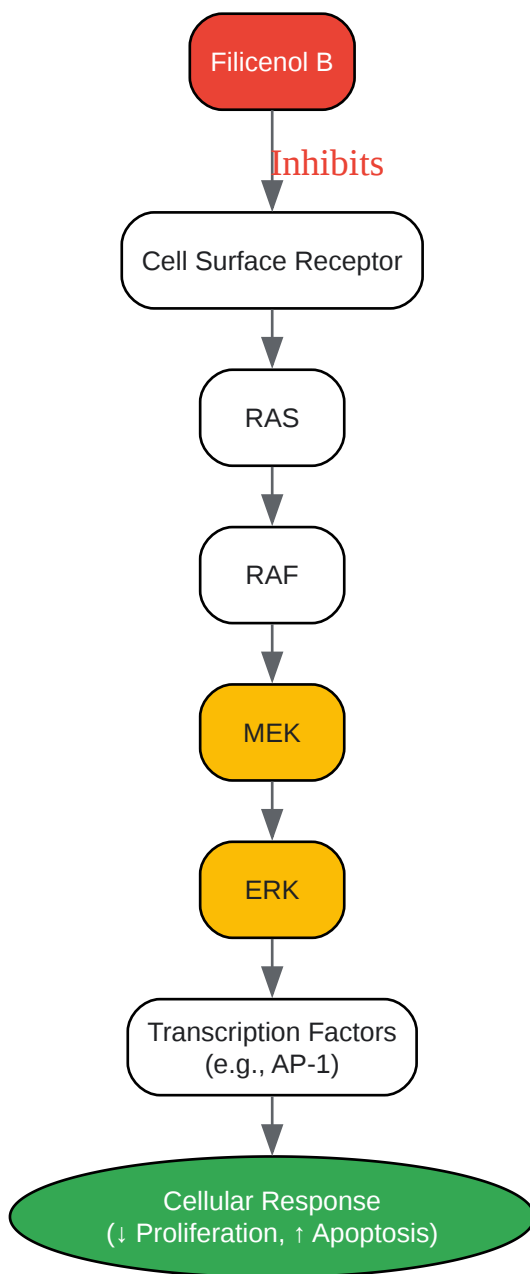 Filicenol B
Inhibits
Cell Surface Receptor
RAS
RAF
MEK
ERK
Transcription Factors
(e.g., AP-1)
Cellular Response
(↓ Proliferation, ↑ Apoptosis)